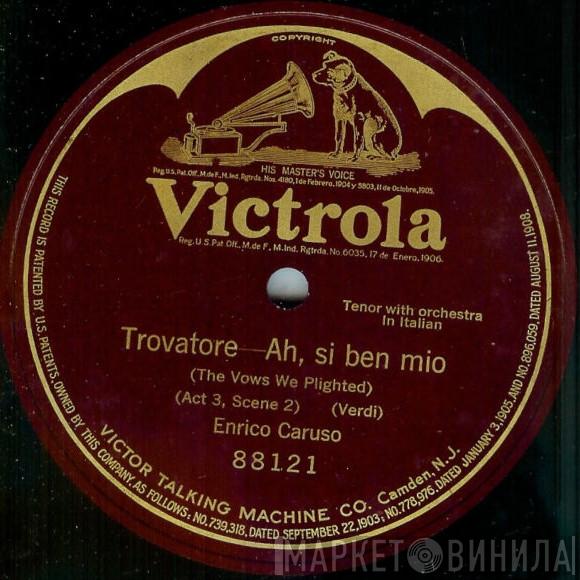 COPYRIGHT
HIS MASTER'S VOICE
Reg. U.S. Pat. Off., M. de F., M. Ind. Rgtrda. Nos. 4180, 1 de Febrero, 1904 y 5803, 11 de Octubre, 1905.
Victrola
Reg. U.S. Pat. Off., M. de F., M. Ind. Rgtrda. No. 6035, 17 de Enero, 1906.
Tenor with orchestra
In Italian
Trovatore—Ah, si ben mio
(The Vows We Plighted)
(Act 3, Scene 2) (Verdi)
Enrico Caruso
88121
VICTOR TALKING MACHINE CO. Camden, N.J.
THIS RECORD IS PATENTED BY U.S. PATENTS, OWNED BY THIS COMPANY, AS FOLLOWS: No. 739,318, DATED SEPTEMBER 22, 1903; No. 778,976, DATED JANUARY 3, 1905, AND No. 896,059, DATED AUGUST 11, 1908.
МАРКЕТ ВИНИЛА